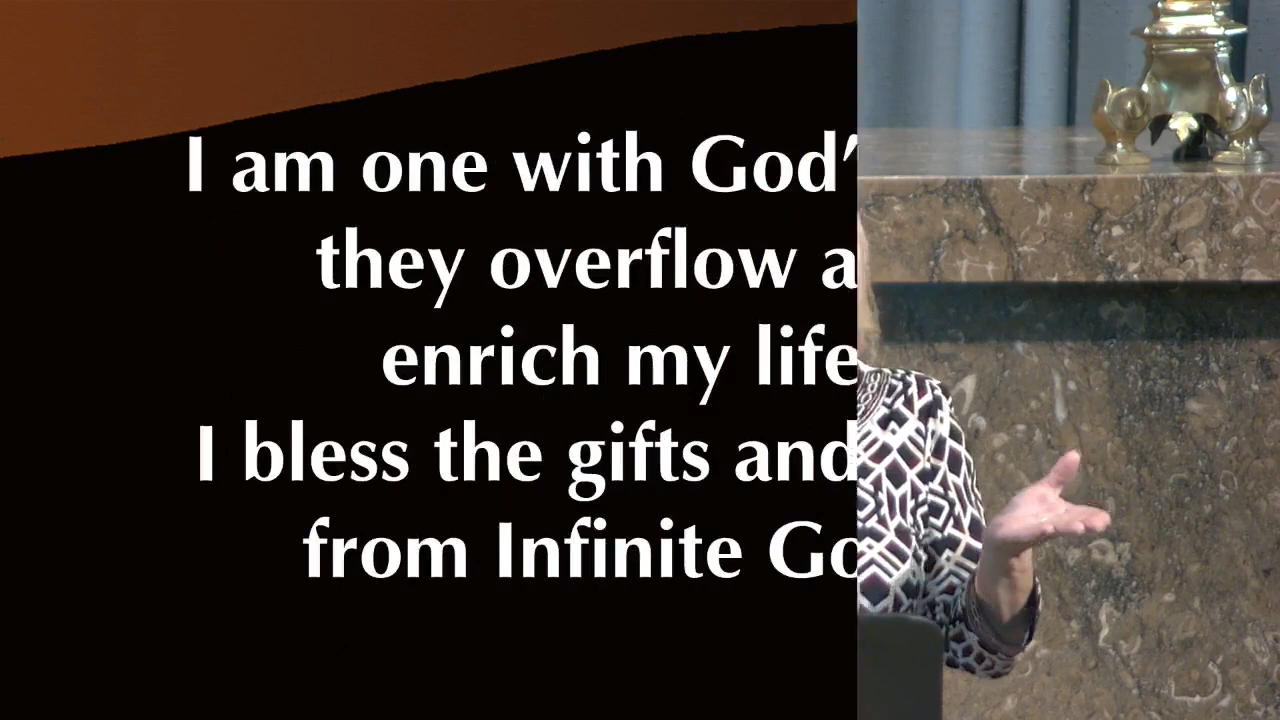 I am one with God’
they overflow a
enrich my life
I bless the gifts and
from Infinite Go